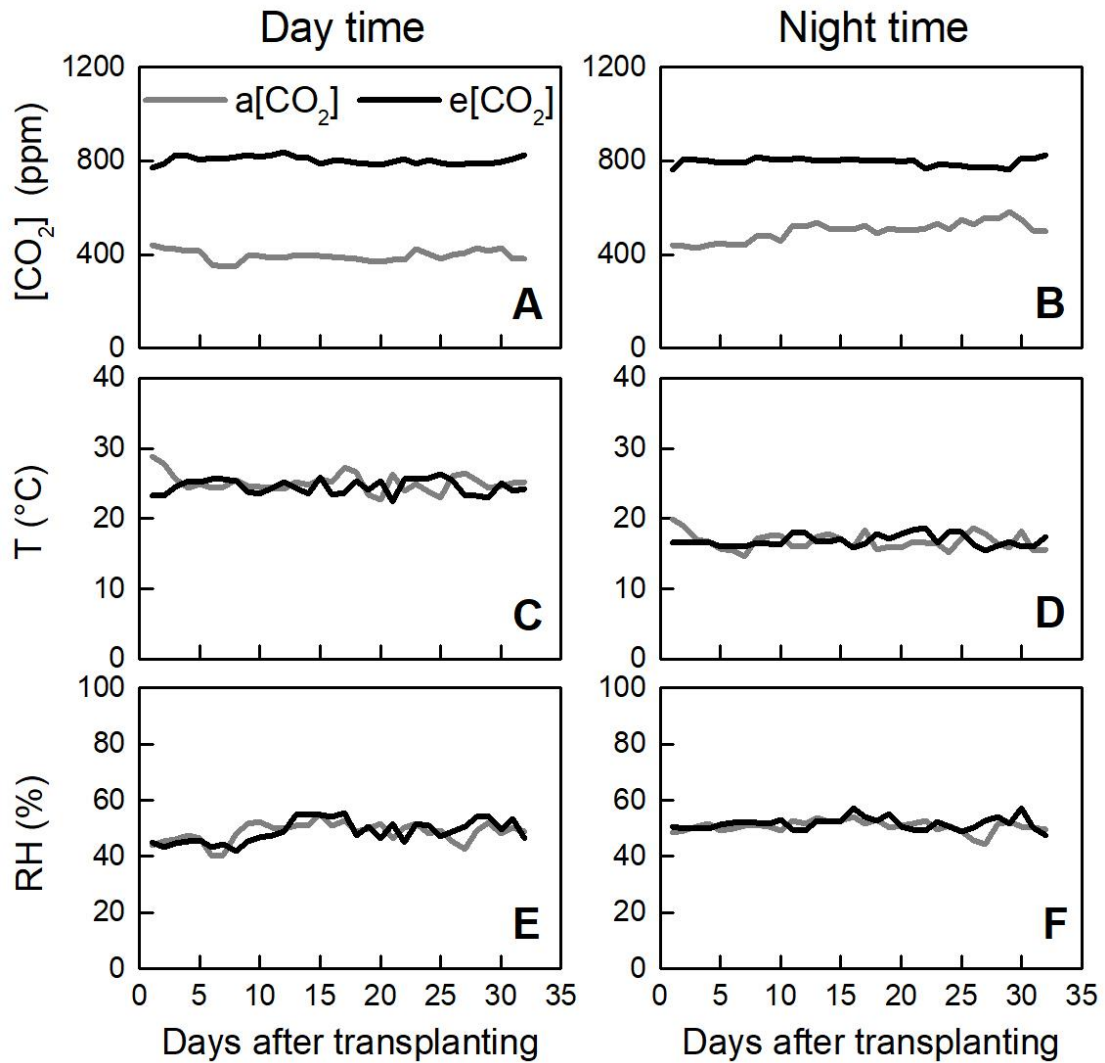 Day time
Night time
[CO₂] (ppm)
1200
800
400
0
a[CO₂]
e[CO₂]
A
1200
800
400
0
B
T (°C)
40
30
20
10
0
C
40
30
20
10
0
D
RH (%)
100
80
60
40
20
0
E
0 5 10 15 20 25 30 35
Days after transplanting
100
80
60
40
20
0
F
0 5 10 15 20 25 30 35
Days after transplanting